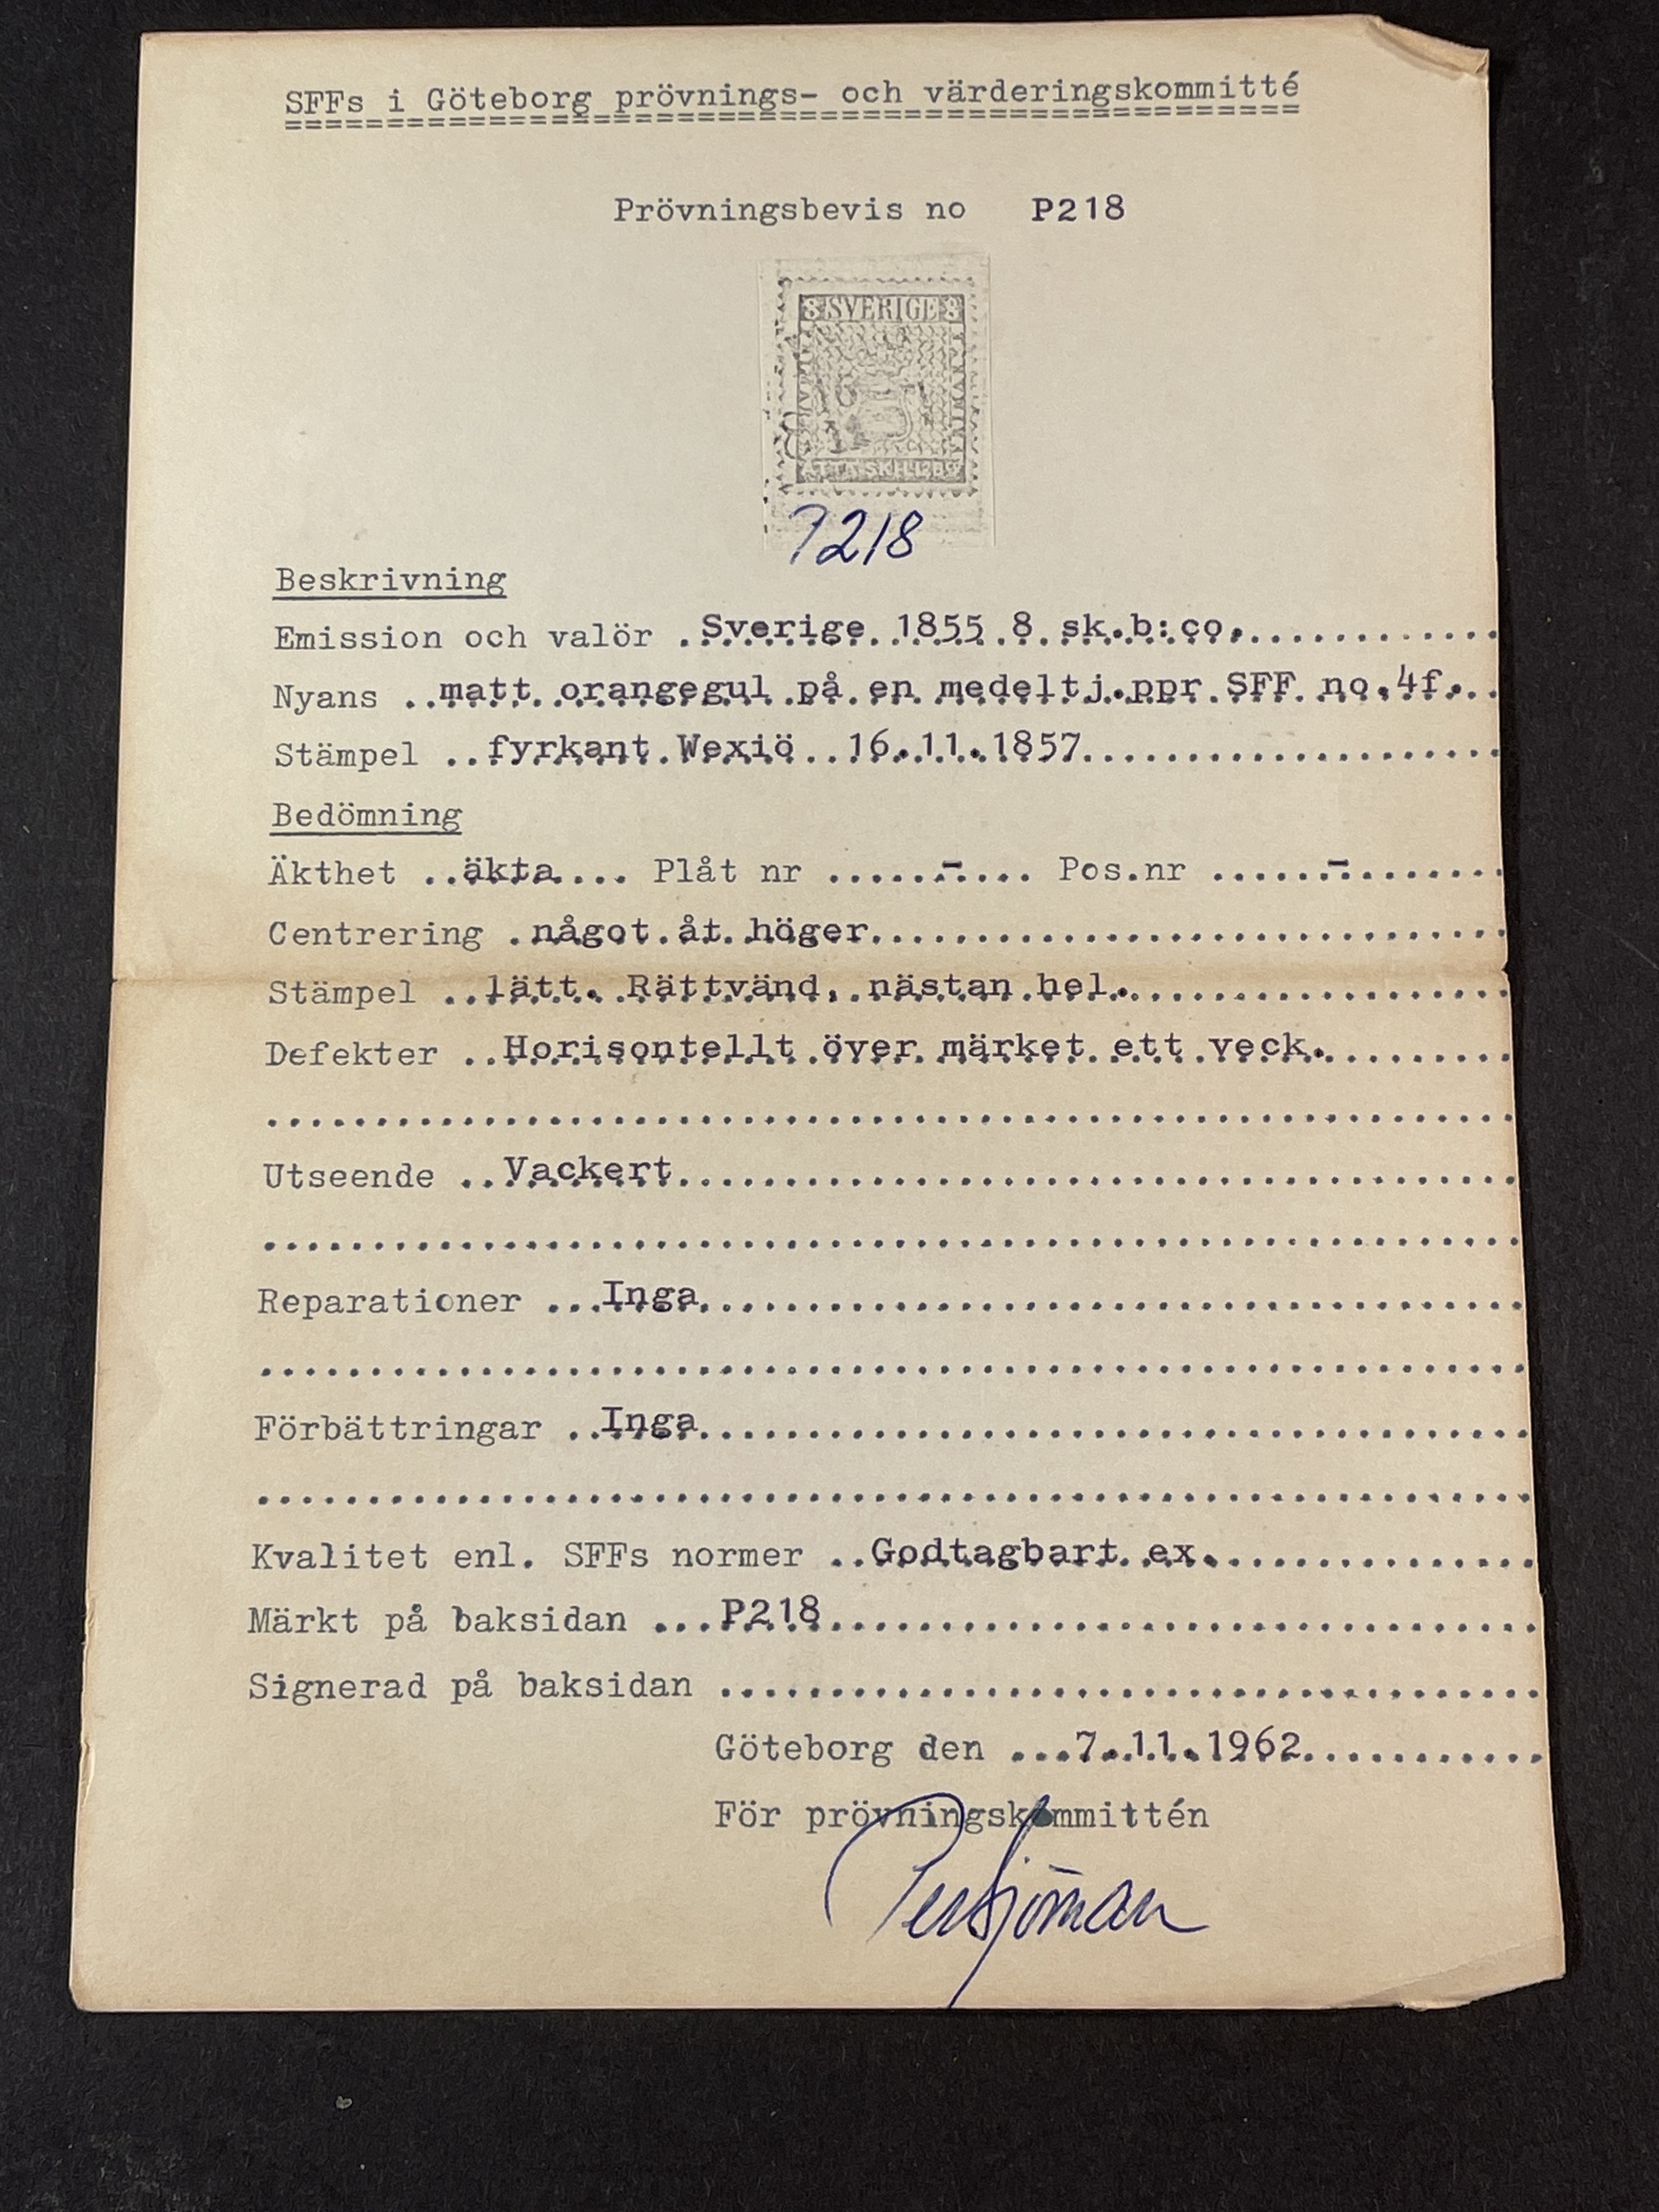 SFFs i Göteborg prövnings- och värderingskommitté
Prövningsbevis no P218
8 SVERIGE 8
P218
Beskrivning
Emission och valör Sverige 1855 8 sk.b:co.
Nyans matt orangegul på en medeltj.ppr SFF no.4f.
Stämpel fyrkant Wexiö 16.11.1857
Bedömning
Äkthet äkta Plåt nr - Pos.nr -
Centrering något åt höger
Stämpel lätt. Rättvänd, nästan hel.
Defekter Horisontellt över märket ett veck.
Utseende Vackert
Reparationer Inga
Förbättringar Inga
Kvalitet enl. SFFs normer Godtagbart ex.
Märkt på baksidan P218
Signerad på baksidan
Göteborg den 7.11.1962
För prövningskommittén